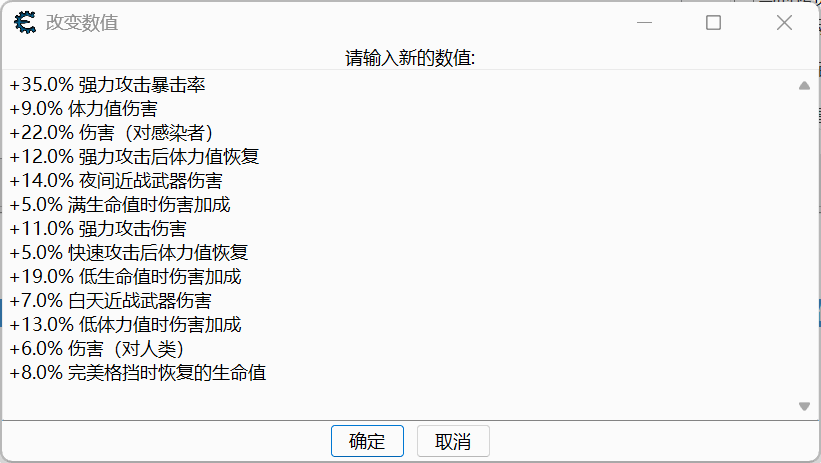 改变数值
请输入新的数值:
+35.0% 强力攻击暴击率
+9.0% 体力值伤害
+22.0% 伤害（对感染者）
+12.0% 强力攻击后体力值恢复
+14.0% 夜间近战武器伤害
+5.0% 满生命值时伤害加成
+11.0% 强力攻击伤害
+5.0% 快速攻击后体力值恢复
+19.0% 低生命值时伤害加成
+7.0% 白天近战武器伤害
+13.0% 低体力值时伤害加成
+6.0% 伤害（对人类）
+8.0% 完美格挡时恢复的生命值
确定 取消